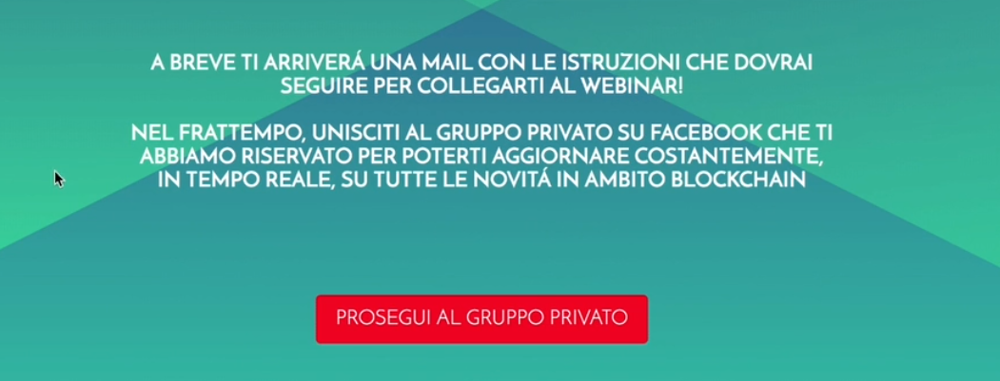 A BREVE TI ARRIVERÁ UNA MAIL CON LE ISTRUZIONI CHE DOVRAI
SEGUIRE PER COLLEGARTI AL WEBINAR!
NEL FRATTEMPO, UNISCITI AL GRUPPO PRIVATO SU FACEBOOK CHE TI
ABBIAMO RISERVATO PER POTERTI AGGIORNARE COSTANTEMENTE,
IN TEMPO REALE, SU TUTTE LE NOVITÁ IN AMBITO BLOCKCHAIN
PROSEGUI AL GRUPPO PRIVATO